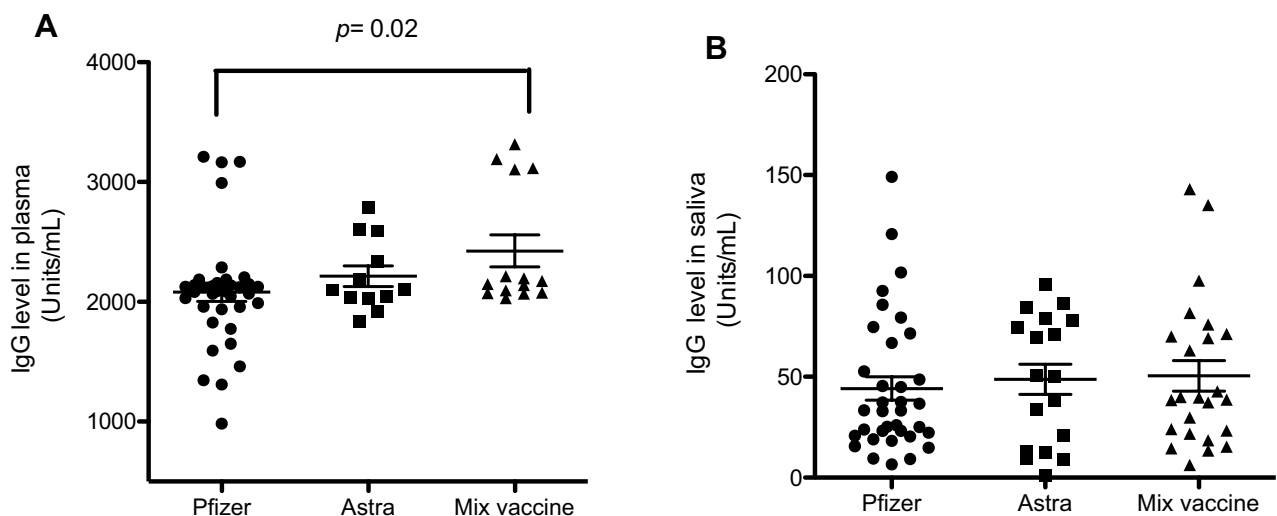 A
p= 0.02
4000
3000
2000
1000
IgG level in plasma
(Units/mL)
Pfizer
Astra
Mix vaccine
B
200
150
100
50
0
IgG level in saliva
(Units/mL)
Pfizer
Astra
Mix vaccine